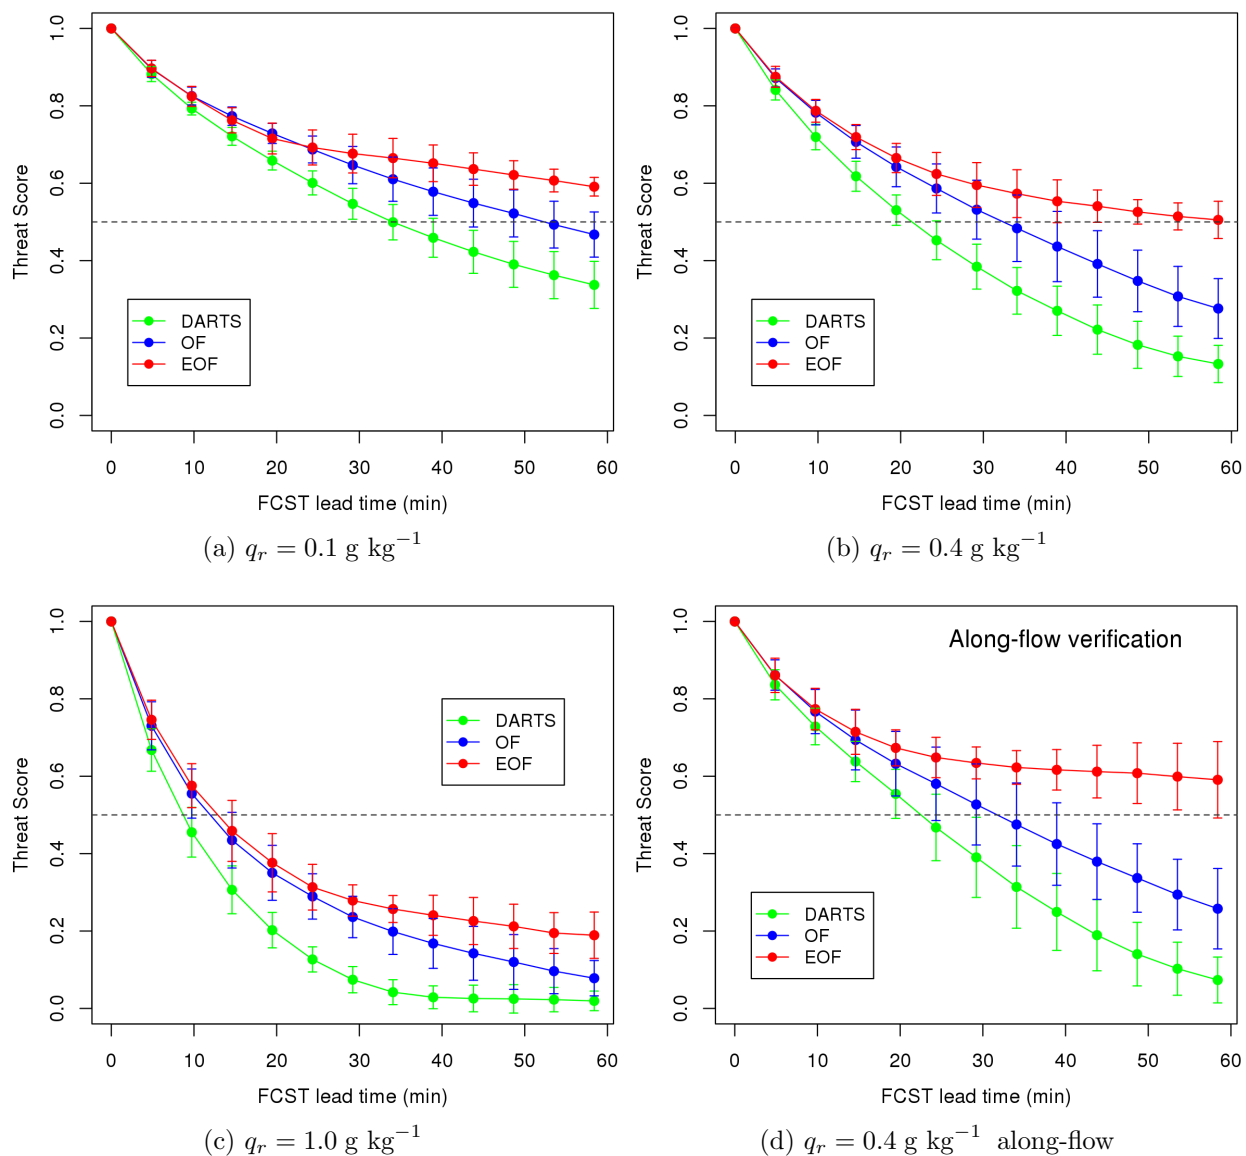 Threat Score
0.0 0.2 0.4 0.6 0.8 1.0
DARTS
OF
EOF
0 10 20 30 40 50 60
FCST lead time (min)
(a) q_r = 0.1 g kg⁻¹
Threat Score
0.0 0.2 0.4 0.6 0.8 1.0
DARTS
OF
EOF
0 10 20 30 40 50 60
FCST lead time (min)
(b) q_r = 0.4 g kg⁻¹
Threat Score
0.0 0.2 0.4 0.6 0.8 1.0
DARTS
OF
EOF
0 10 20 30 40 50 60
FCST lead time (min)
(c) q_r = 1.0 g kg⁻¹
Along-flow verification
Threat Score
0.0 0.2 0.4 0.6 0.8 1.0
DARTS
OF
EOF
0 10 20 30 40 50 60
FCST lead time (min)
(d) q_r = 0.4 g kg⁻¹ along-flow